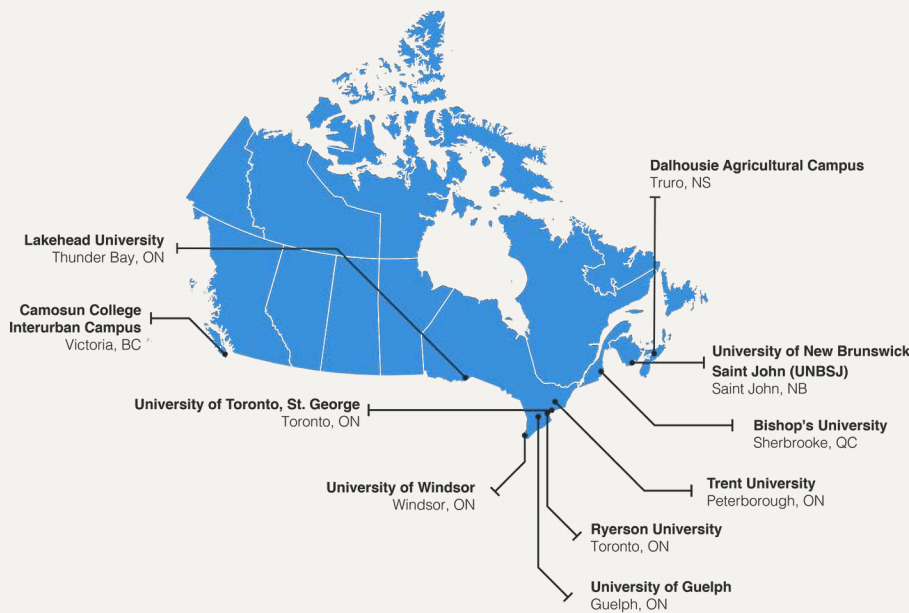 Dalhousie Agricultural Campus
Truro, NS
Lakehead University
Thunder Bay, ON
Camosun College
Interurban Campus
Victoria, BC
University of New Brunswick
Saint John (UNBSJ)
Saint John, NB
University of Toronto, St. George
Toronto, ON
Bishop's University
Sherbrooke, QC
University of Windsor
Windsor, ON
Trent University
Peterborough, ON
Ryerson University
Toronto, ON
University of Guelph
Guelph, ON